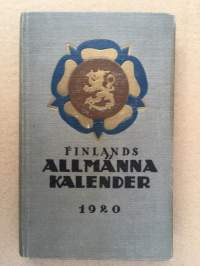 FINLANDS
ALLMÄNNA
KALENDER
1920